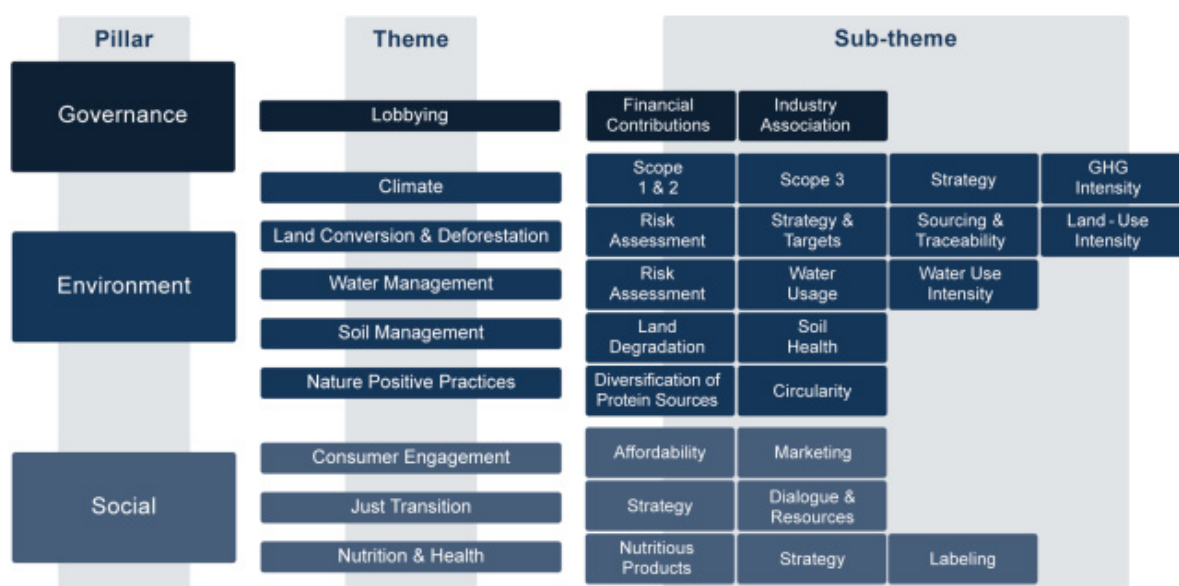 Pillar
Theme
Sub-theme
Governance
Lobbying
Financial
Contributions
Industry
Association
Environment
Climate
Scope
1 & 2
Scope 3
Strategy
GHG
Intensity
Land Conversion & Deforestation
Risk
Assessment
Strategy &
Targets
Sourcing &
Traceability
Land-Use
Intensity
Water Management
Risk
Assessment
Water
Usage
Water Use
Intensity
Soil Management
Land
Degradation
Soil
Health
Nature Positive Practices
Diversification of
Protein Sources
Circularity
Social
Consumer Engagement
Affordability
Marketing
Just Transition
Strategy
Dialogue &
Resources
Nutrition & Health
Nutritious
Products
Strategy
Labeling